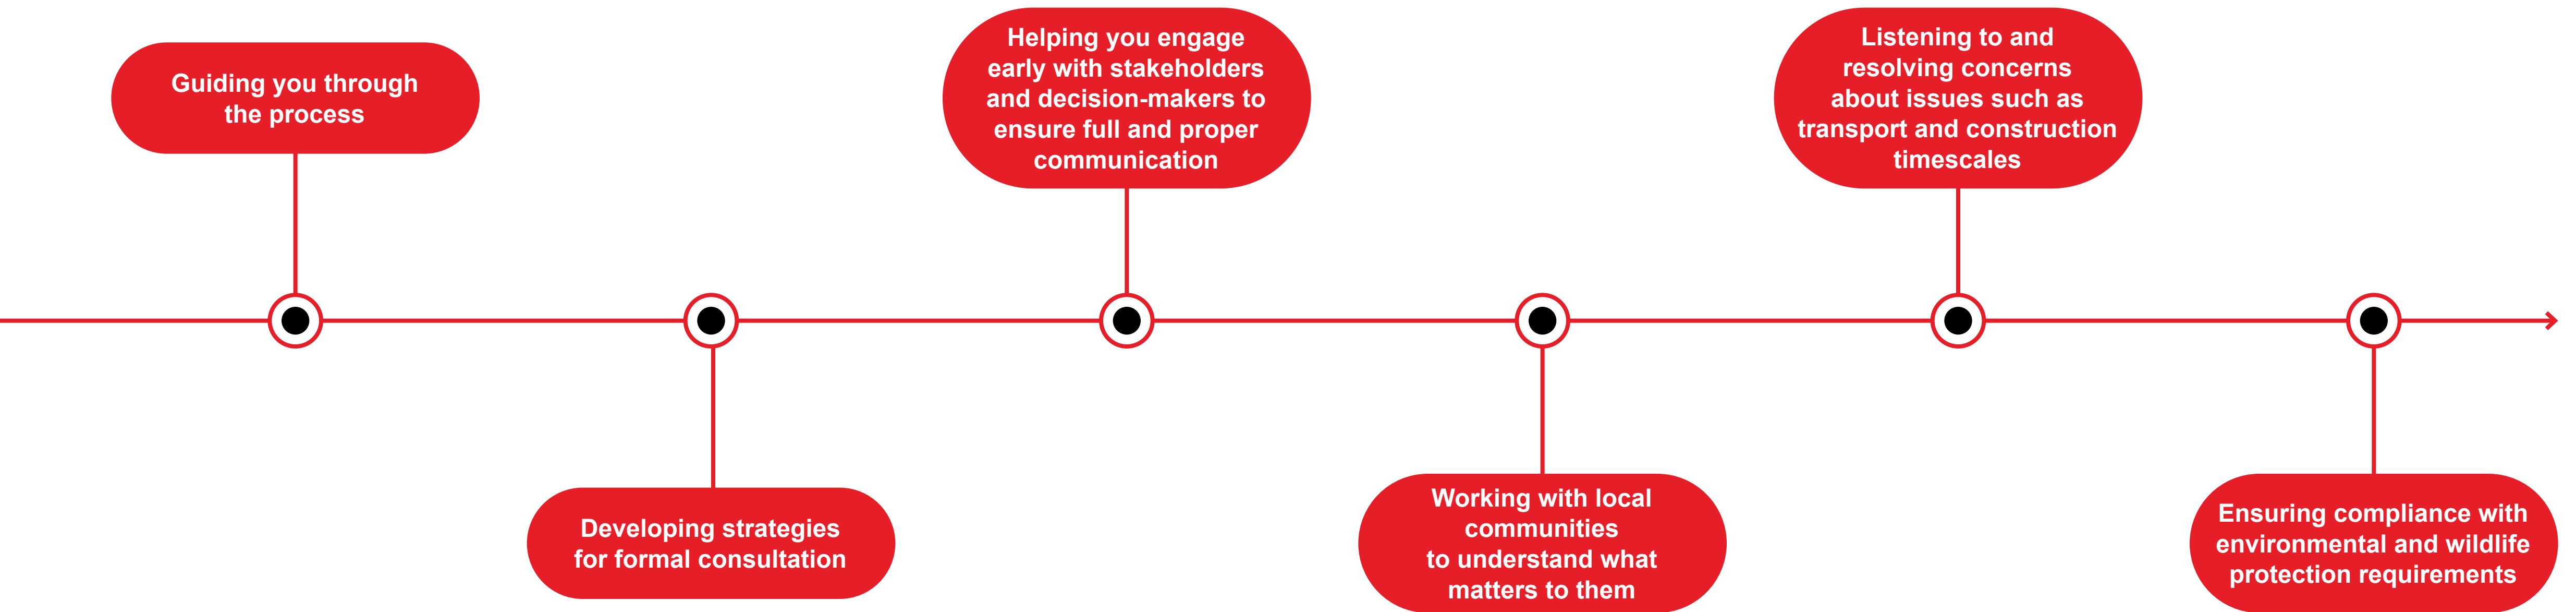 Guiding you through
the process
Developing strategies
for formal consultation
Helping you engage
early with stakeholders
and decision-makers to
ensure full and proper
communication
Working with local
communities
to understand what
matters to them
Listening to and
resolving concerns
about issues such as
transport and construction
timescales
Ensuring compliance with
environmental and wildlife
protection requirements